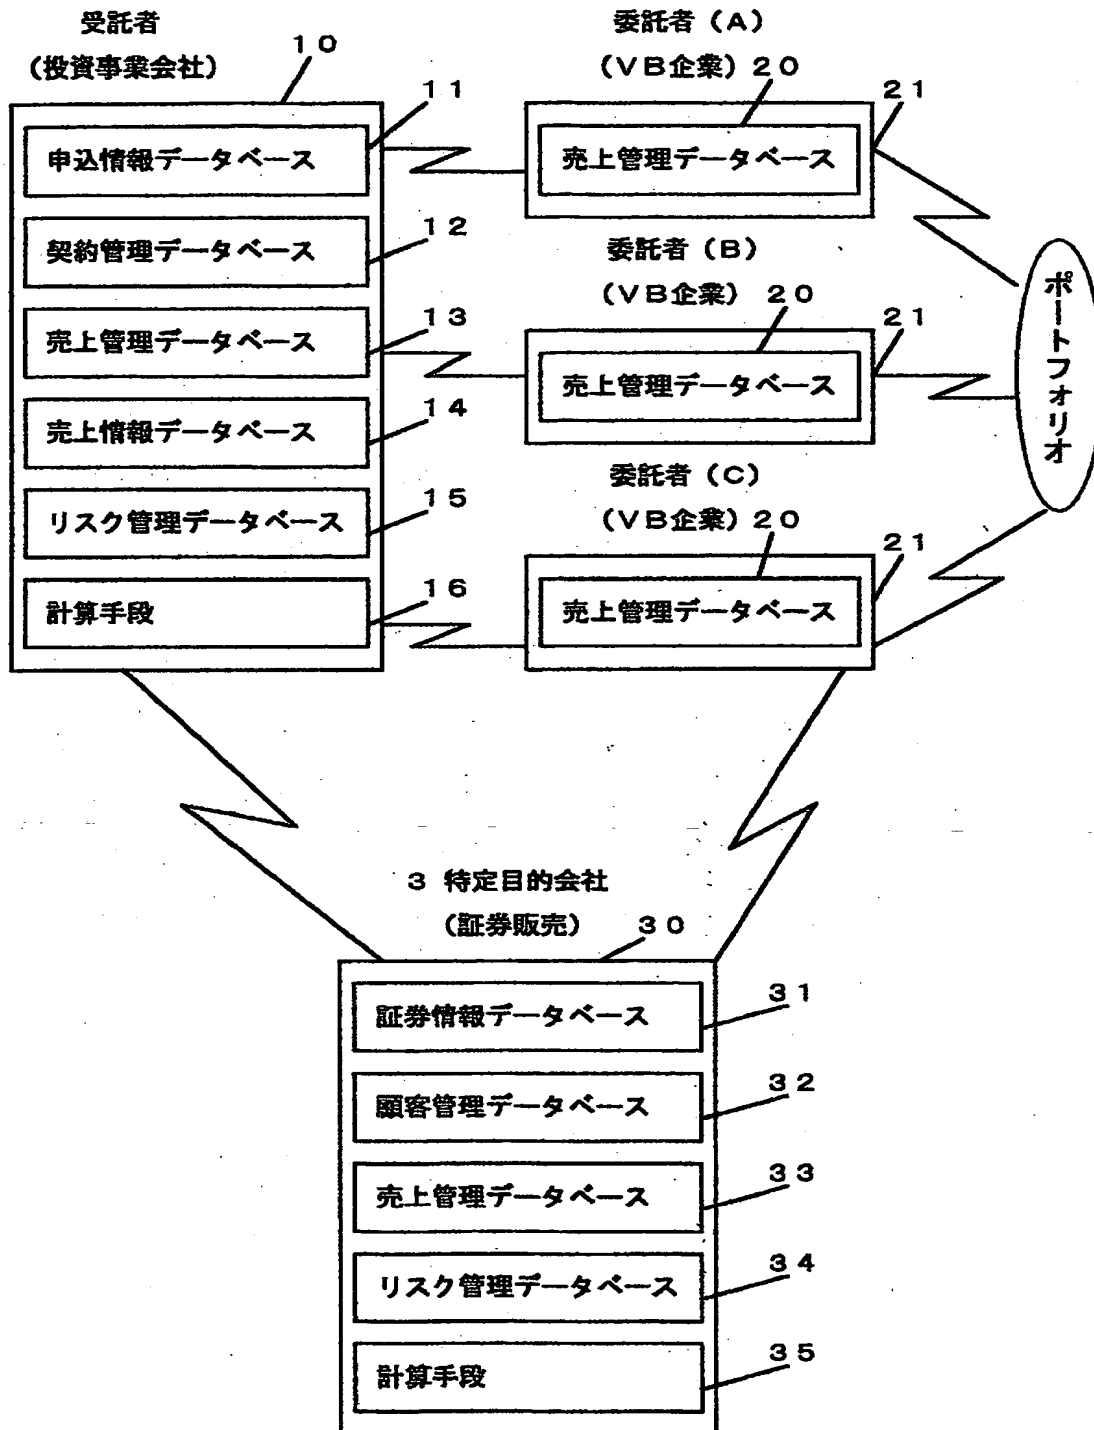 受託者
(投資事業会社)
10
11
申込情報データベース
12
契約管理データベース
13
売上管理データベース
14
売上情報データベース
15
リスク管理データベース
16
計算手段
委託者(A)
(VB企業)20
21
売上管理データベース
委託者(B)
(VB企業)20
21
売上管理データベース
委託者(C)
(VB企業)20
21
売上管理データベース
ポートフォリオ
3 特定目的会社
(証券販売)
30
31
証券情報データベース
32
顧客管理データベース
33
売上管理データベース
34
リスク管理データベース
35
計算手段